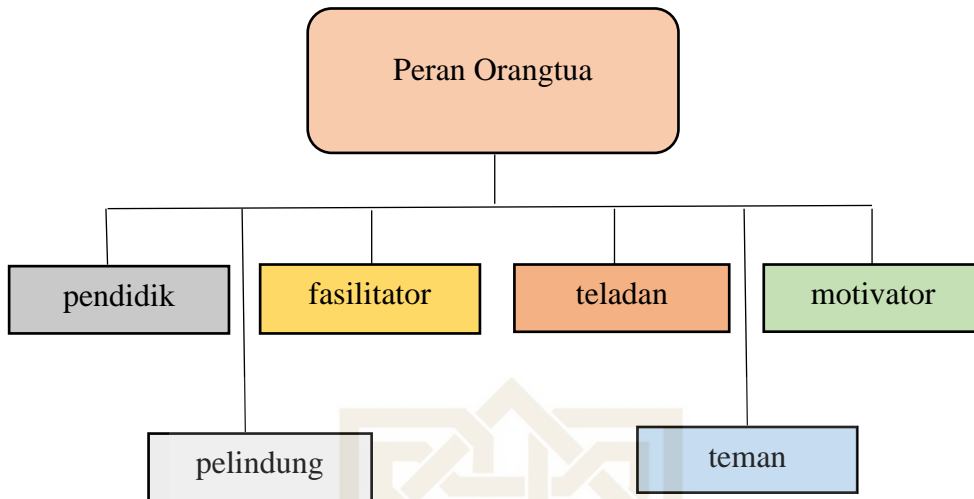 Peran Orangtua
pendidik
fasilitator
teladan
motivator
pelindung
teman